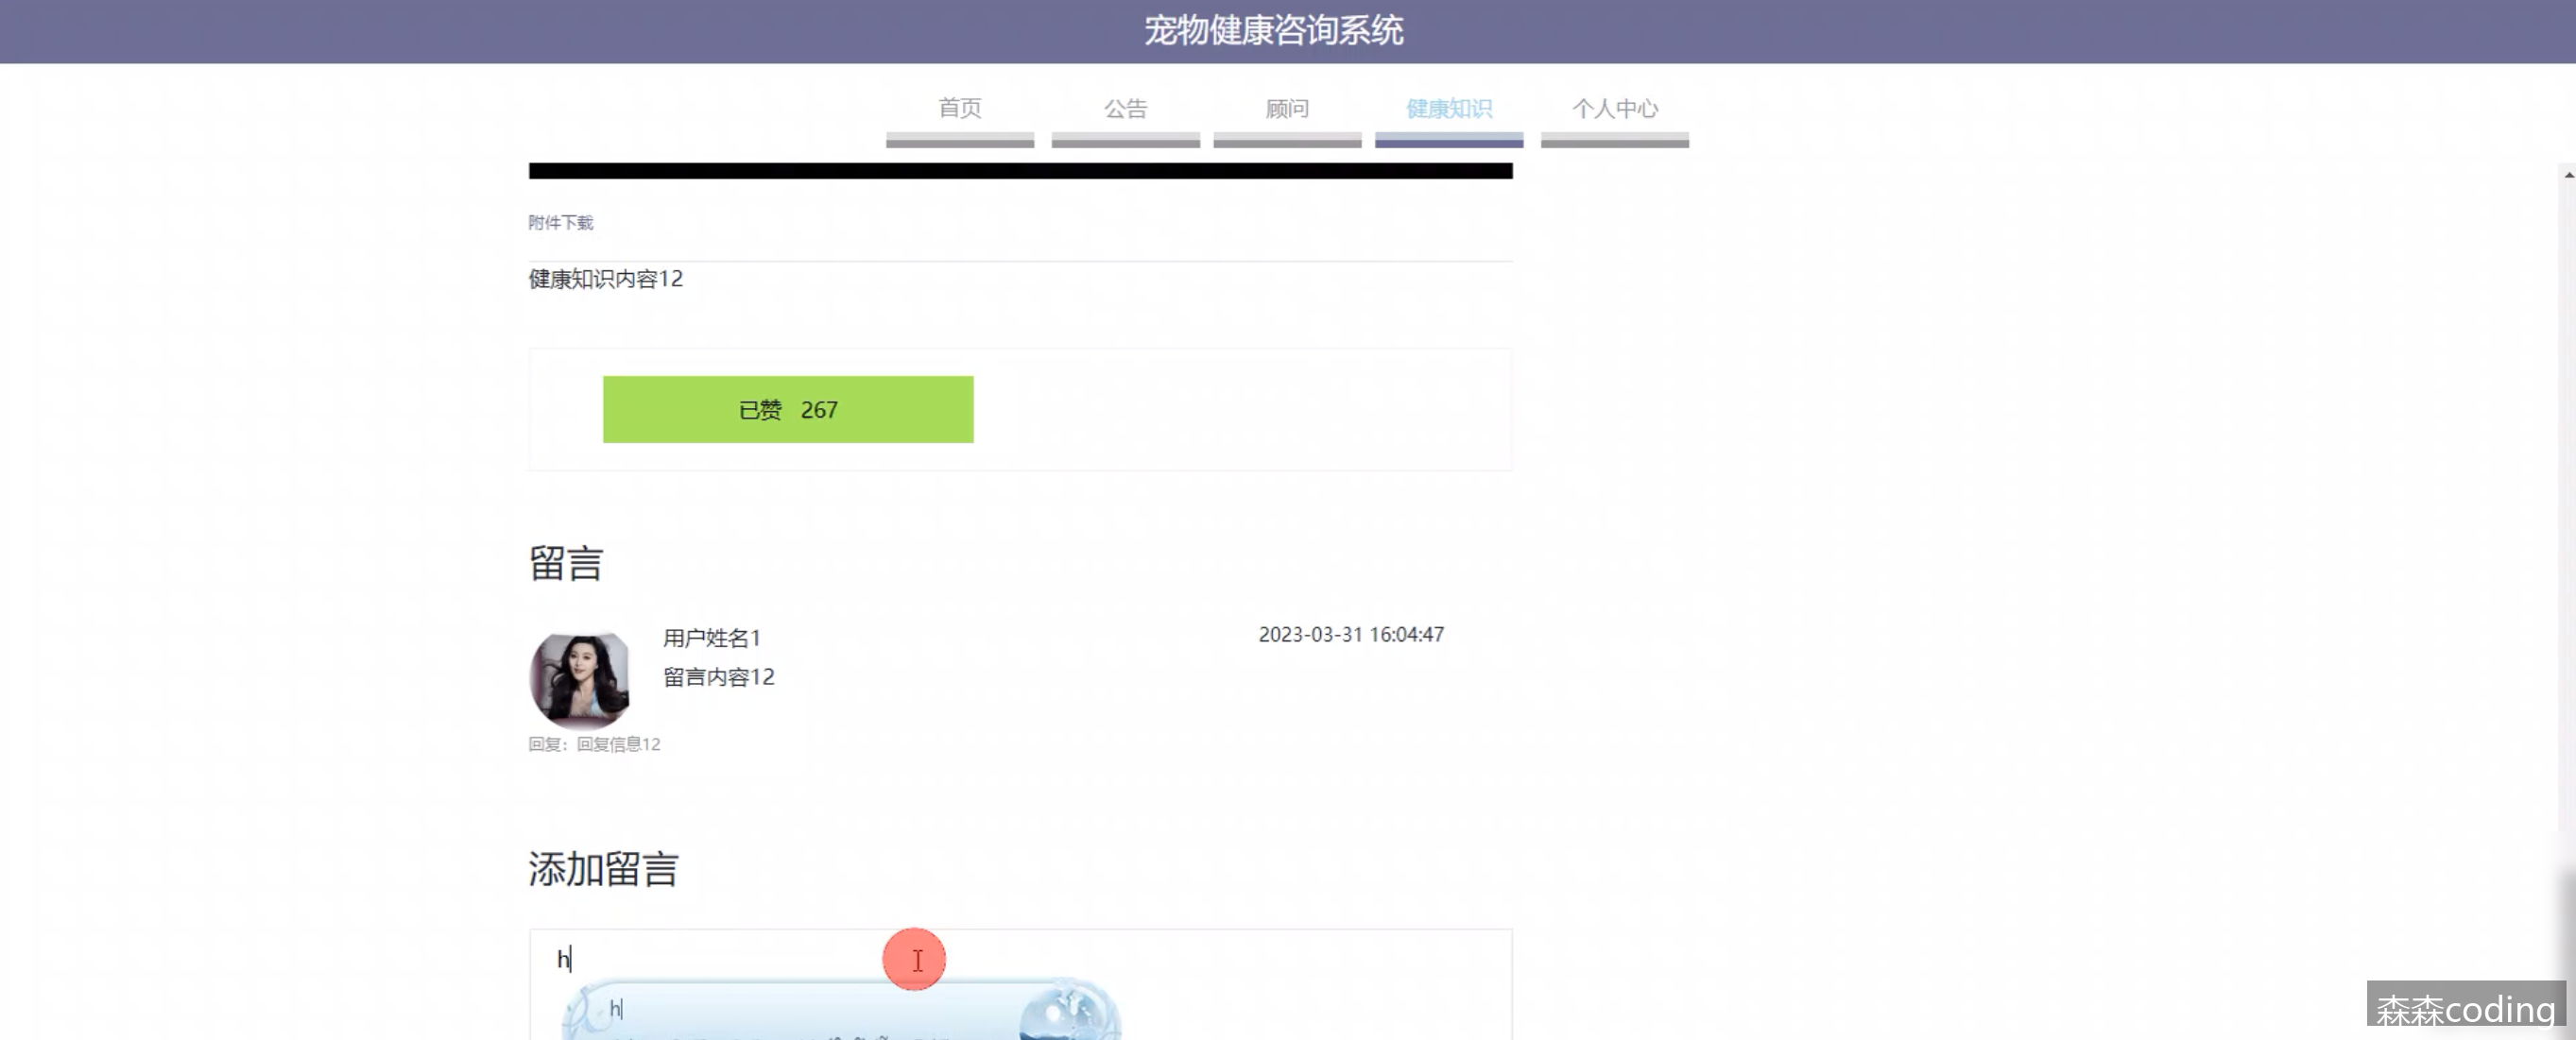 宠物健康咨询系统
首页 公告 顾问 健康知识 个人中心
附件下载
健康知识内容12
已赞 267
留言
用户姓名1 2023-03-31 16:04:47
留言内容12
回复：回复信息12
添加留言
h
h
森森coding